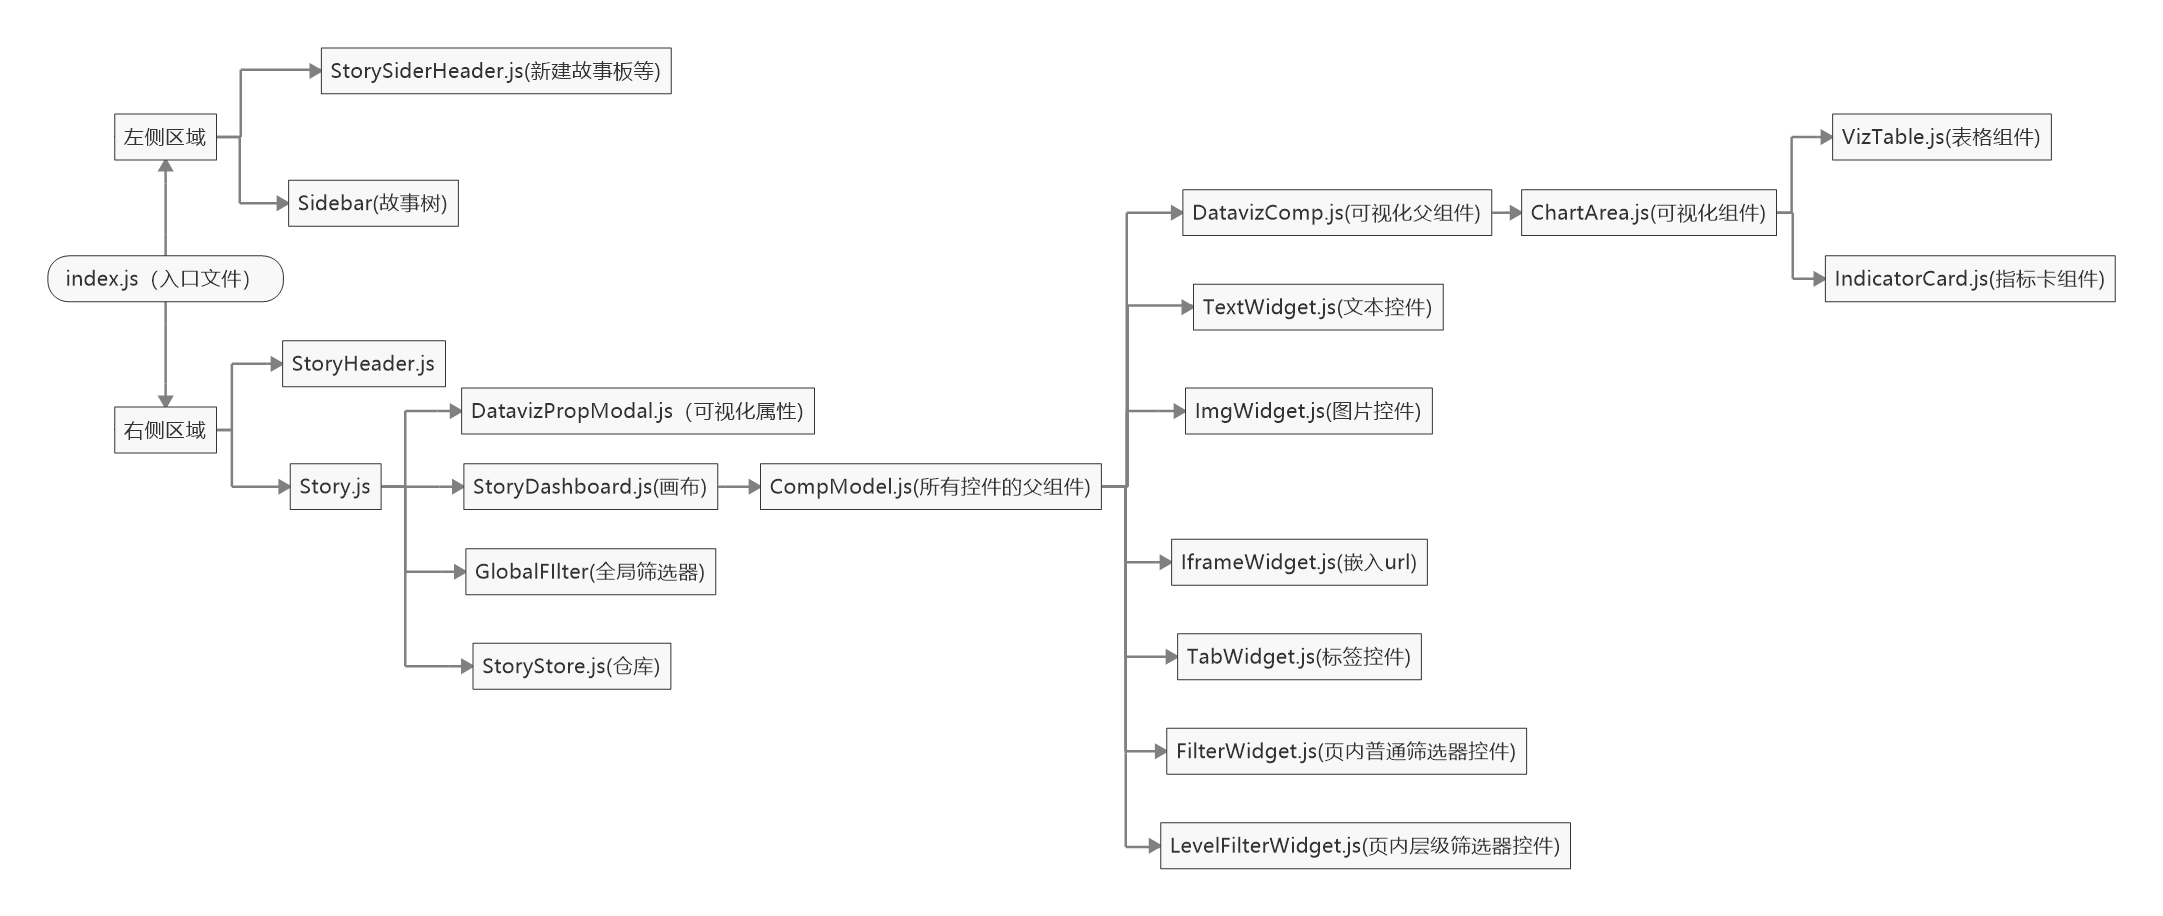 StorySiderHeader.js(新建故事板等)
左侧区域
Sidebar(故事树)
index.js（入口文件）
StoryHeader.js
右侧区域
Story.js
DatavizPropModal.js（可视化属性)
StoryDashboard.js(画布)
GlobalFIlter(全局筛选器)
StoryStore.js(仓库)
CompModel.js(所有控件的父组件)
DatavizComp.js(可视化父组件)
ChartArea.js(可视化组件)
VizTable.js(表格组件)
IndicatorCard.js(指标卡组件)
TextWidget.js(文本控件)
ImgWidget.js(图片控件)
IframeWidget.js(嵌入url)
TabWidget.js(标签控件)
FilterWidget.js(页内普通筛选器控件)
LevelFilterWidget.js(页内层级筛选器控件)